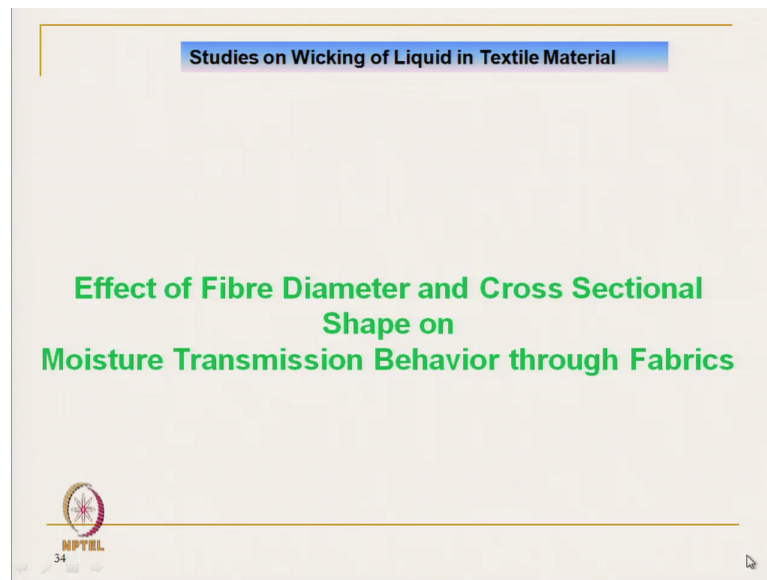 Studies on Wicking of Liquid in Textile Material
Effect of Fibre Diameter and Cross Sectional
Shape on
Moisture Transmission Behavior through Fabrics
NPTEL
34